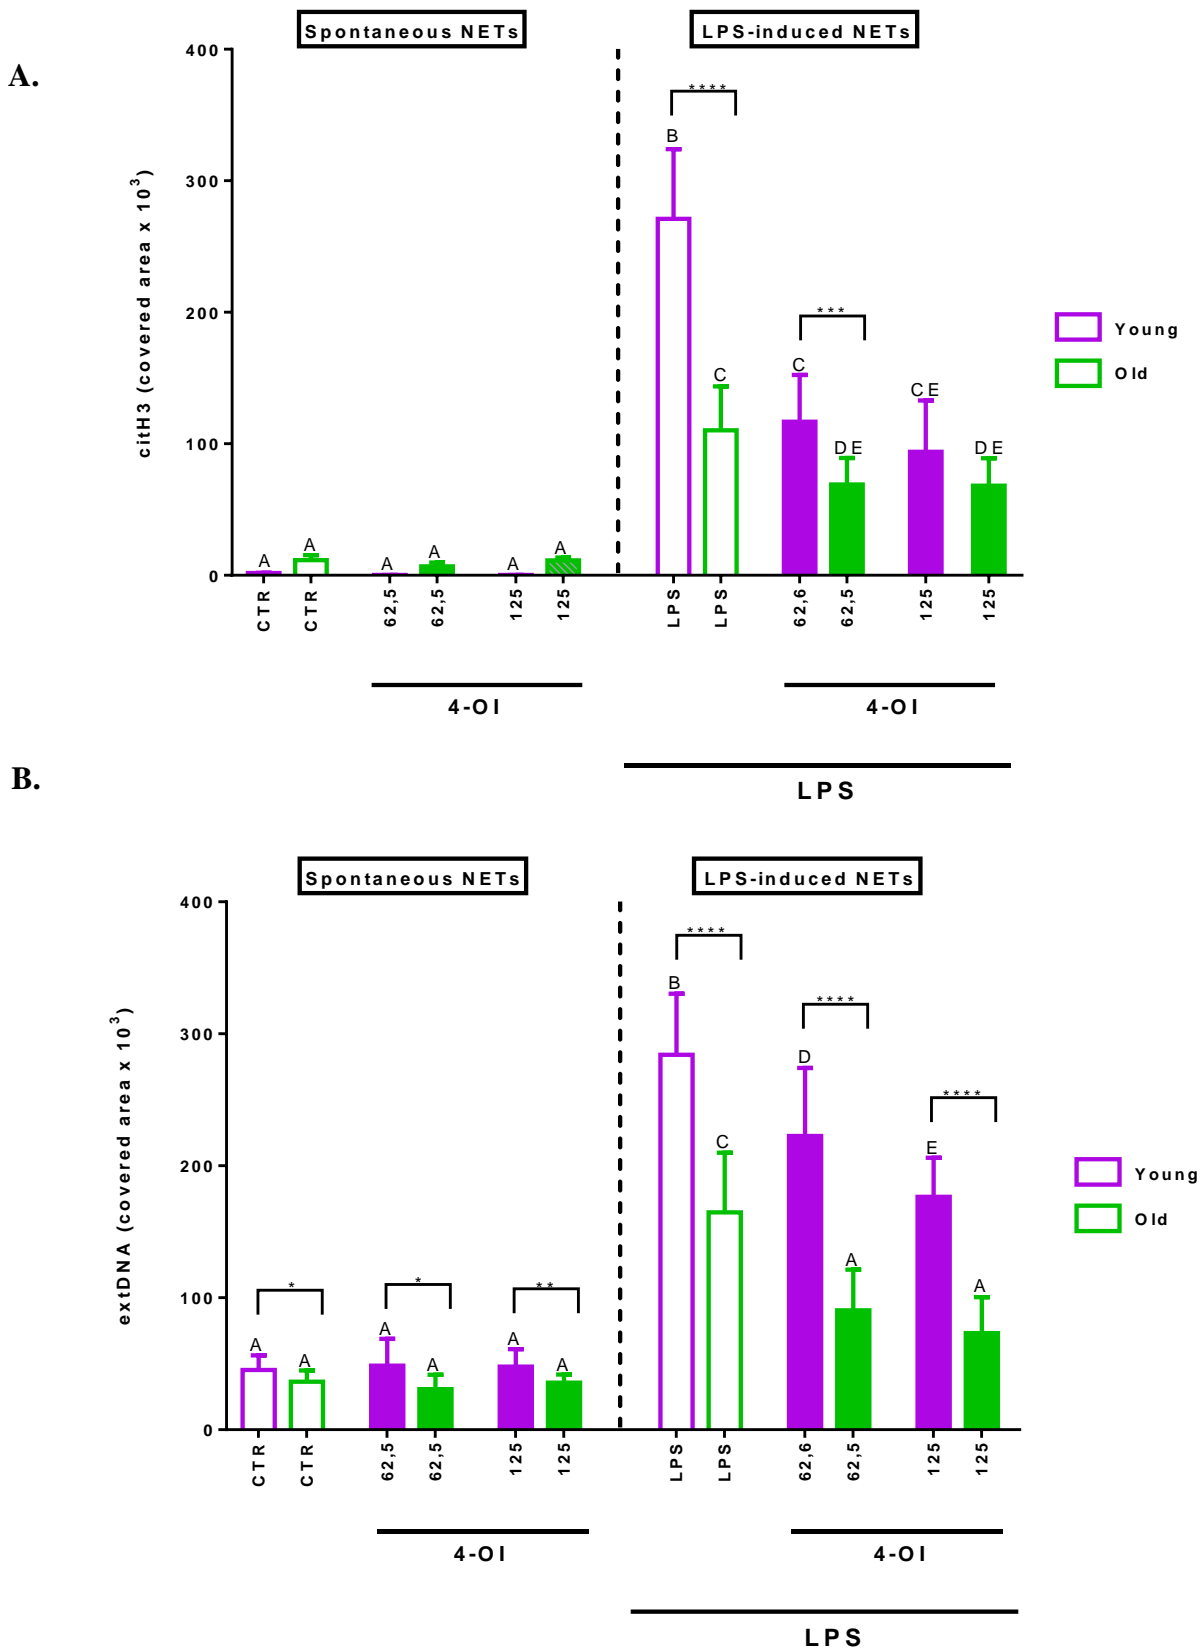 A.
Spontaneous NETs
LPS-induced NETs
citH3 (covered area x 10³)
400
300
200
100
0
****
B
C
***
C
DE
CE
DE
A
A
A
A
A
A
CTR
CTR
62,5
62,5
125
125
LPS
LPS
62,6
62,5
125
125
4-OI
4-OI
LPS
Young
Old
B.
Spontaneous NETs
LPS-induced NETs
extDNA (covered area x 10³)
400
300
200
100
0
****
B
C
****
D
A
****
E
A
*
A
A
*
A
A
**
A
A
CTR
CTR
62,5
62,5
125
125
LPS
LPS
62,6
62,5
125
125
4-OI
4-OI
LPS
Young
Old